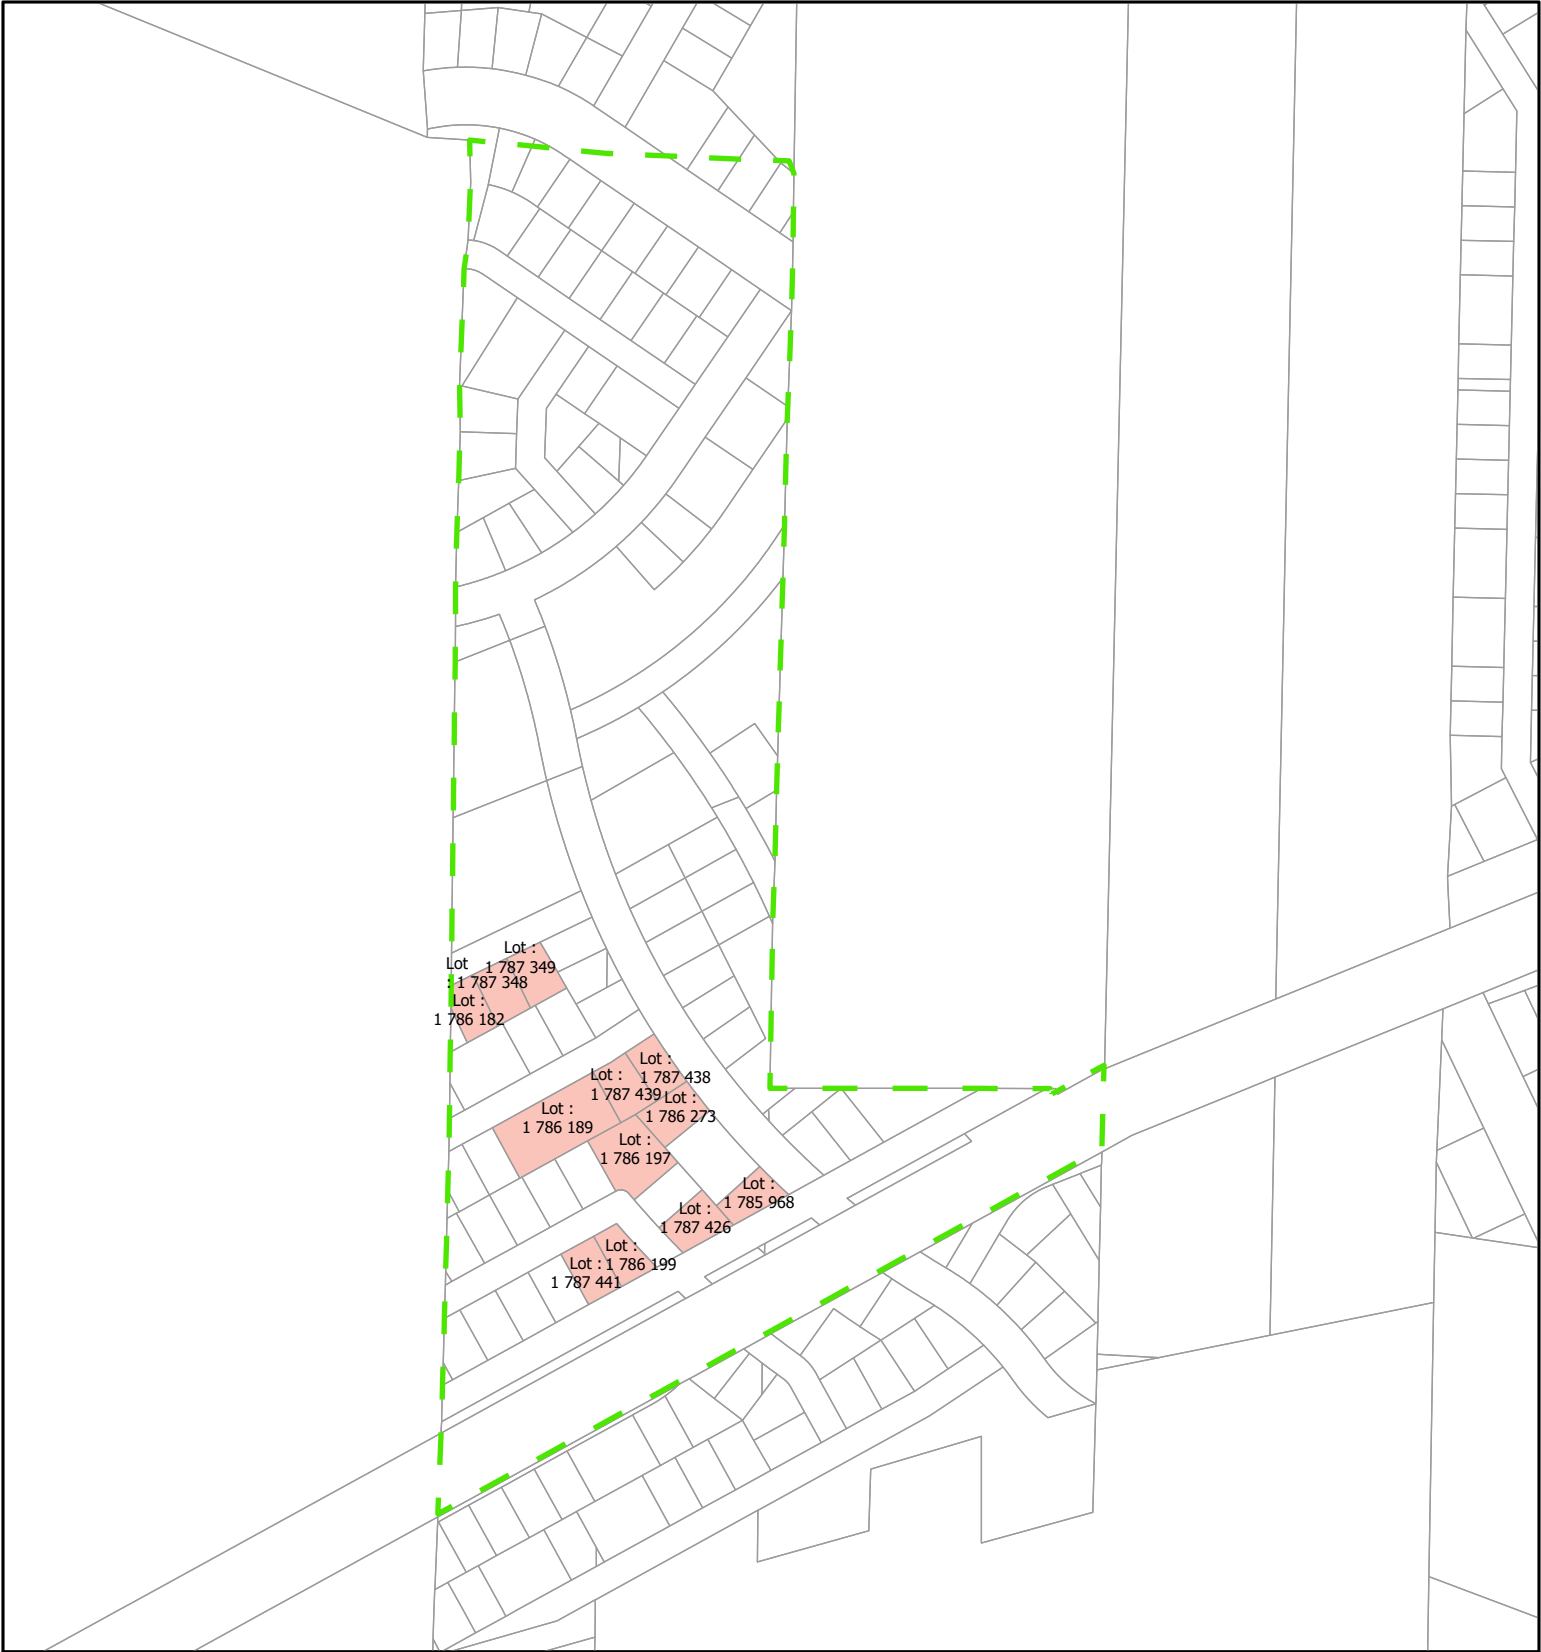 Lot :
1 787 349
Lot
: 1 787 348
Lot :
1 786 182
Lot :
1 787 438
Lot :
1 787 439
Lot :
1 786 273
Lot :
1 786 189
Lot :
1 786 197
Lot :
1 785 968
Lot :
1 787 426
Lot :
1 786 199
Lot :
1 787 441